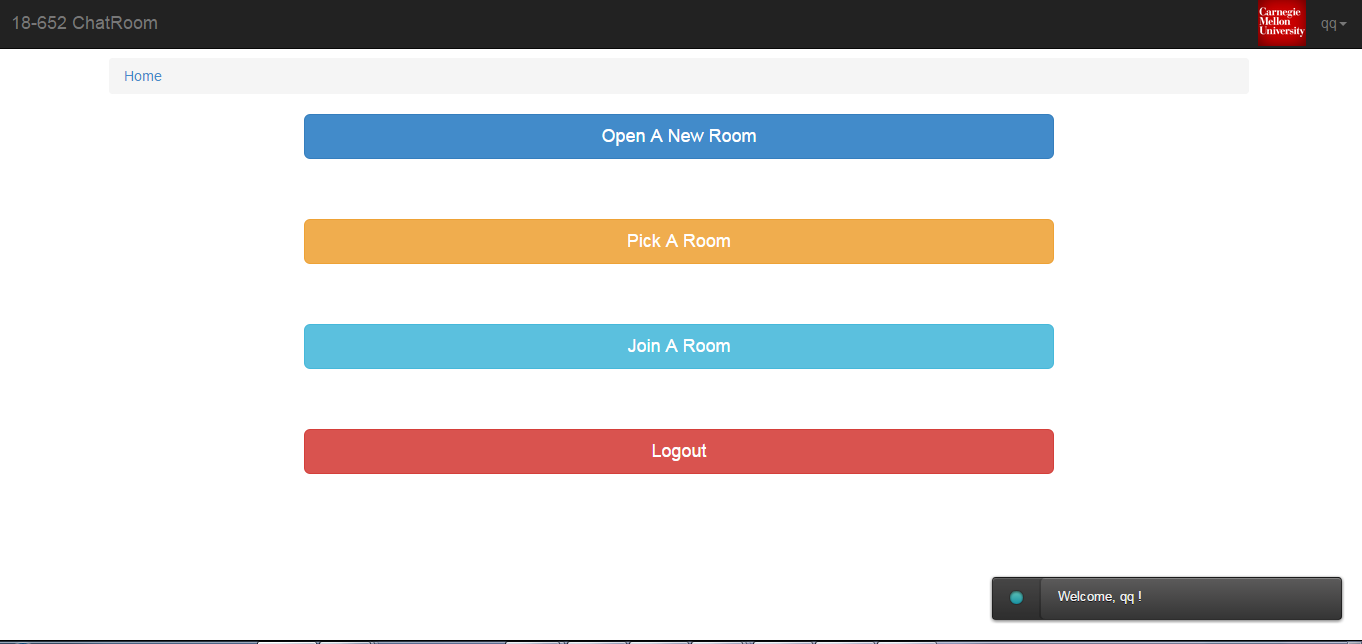 18-652 ChatRoom
Carnegie
Mellon
University
qq
Home
Open A New Room
Pick A Room
Join A Room
Logout
Welcome, qq !